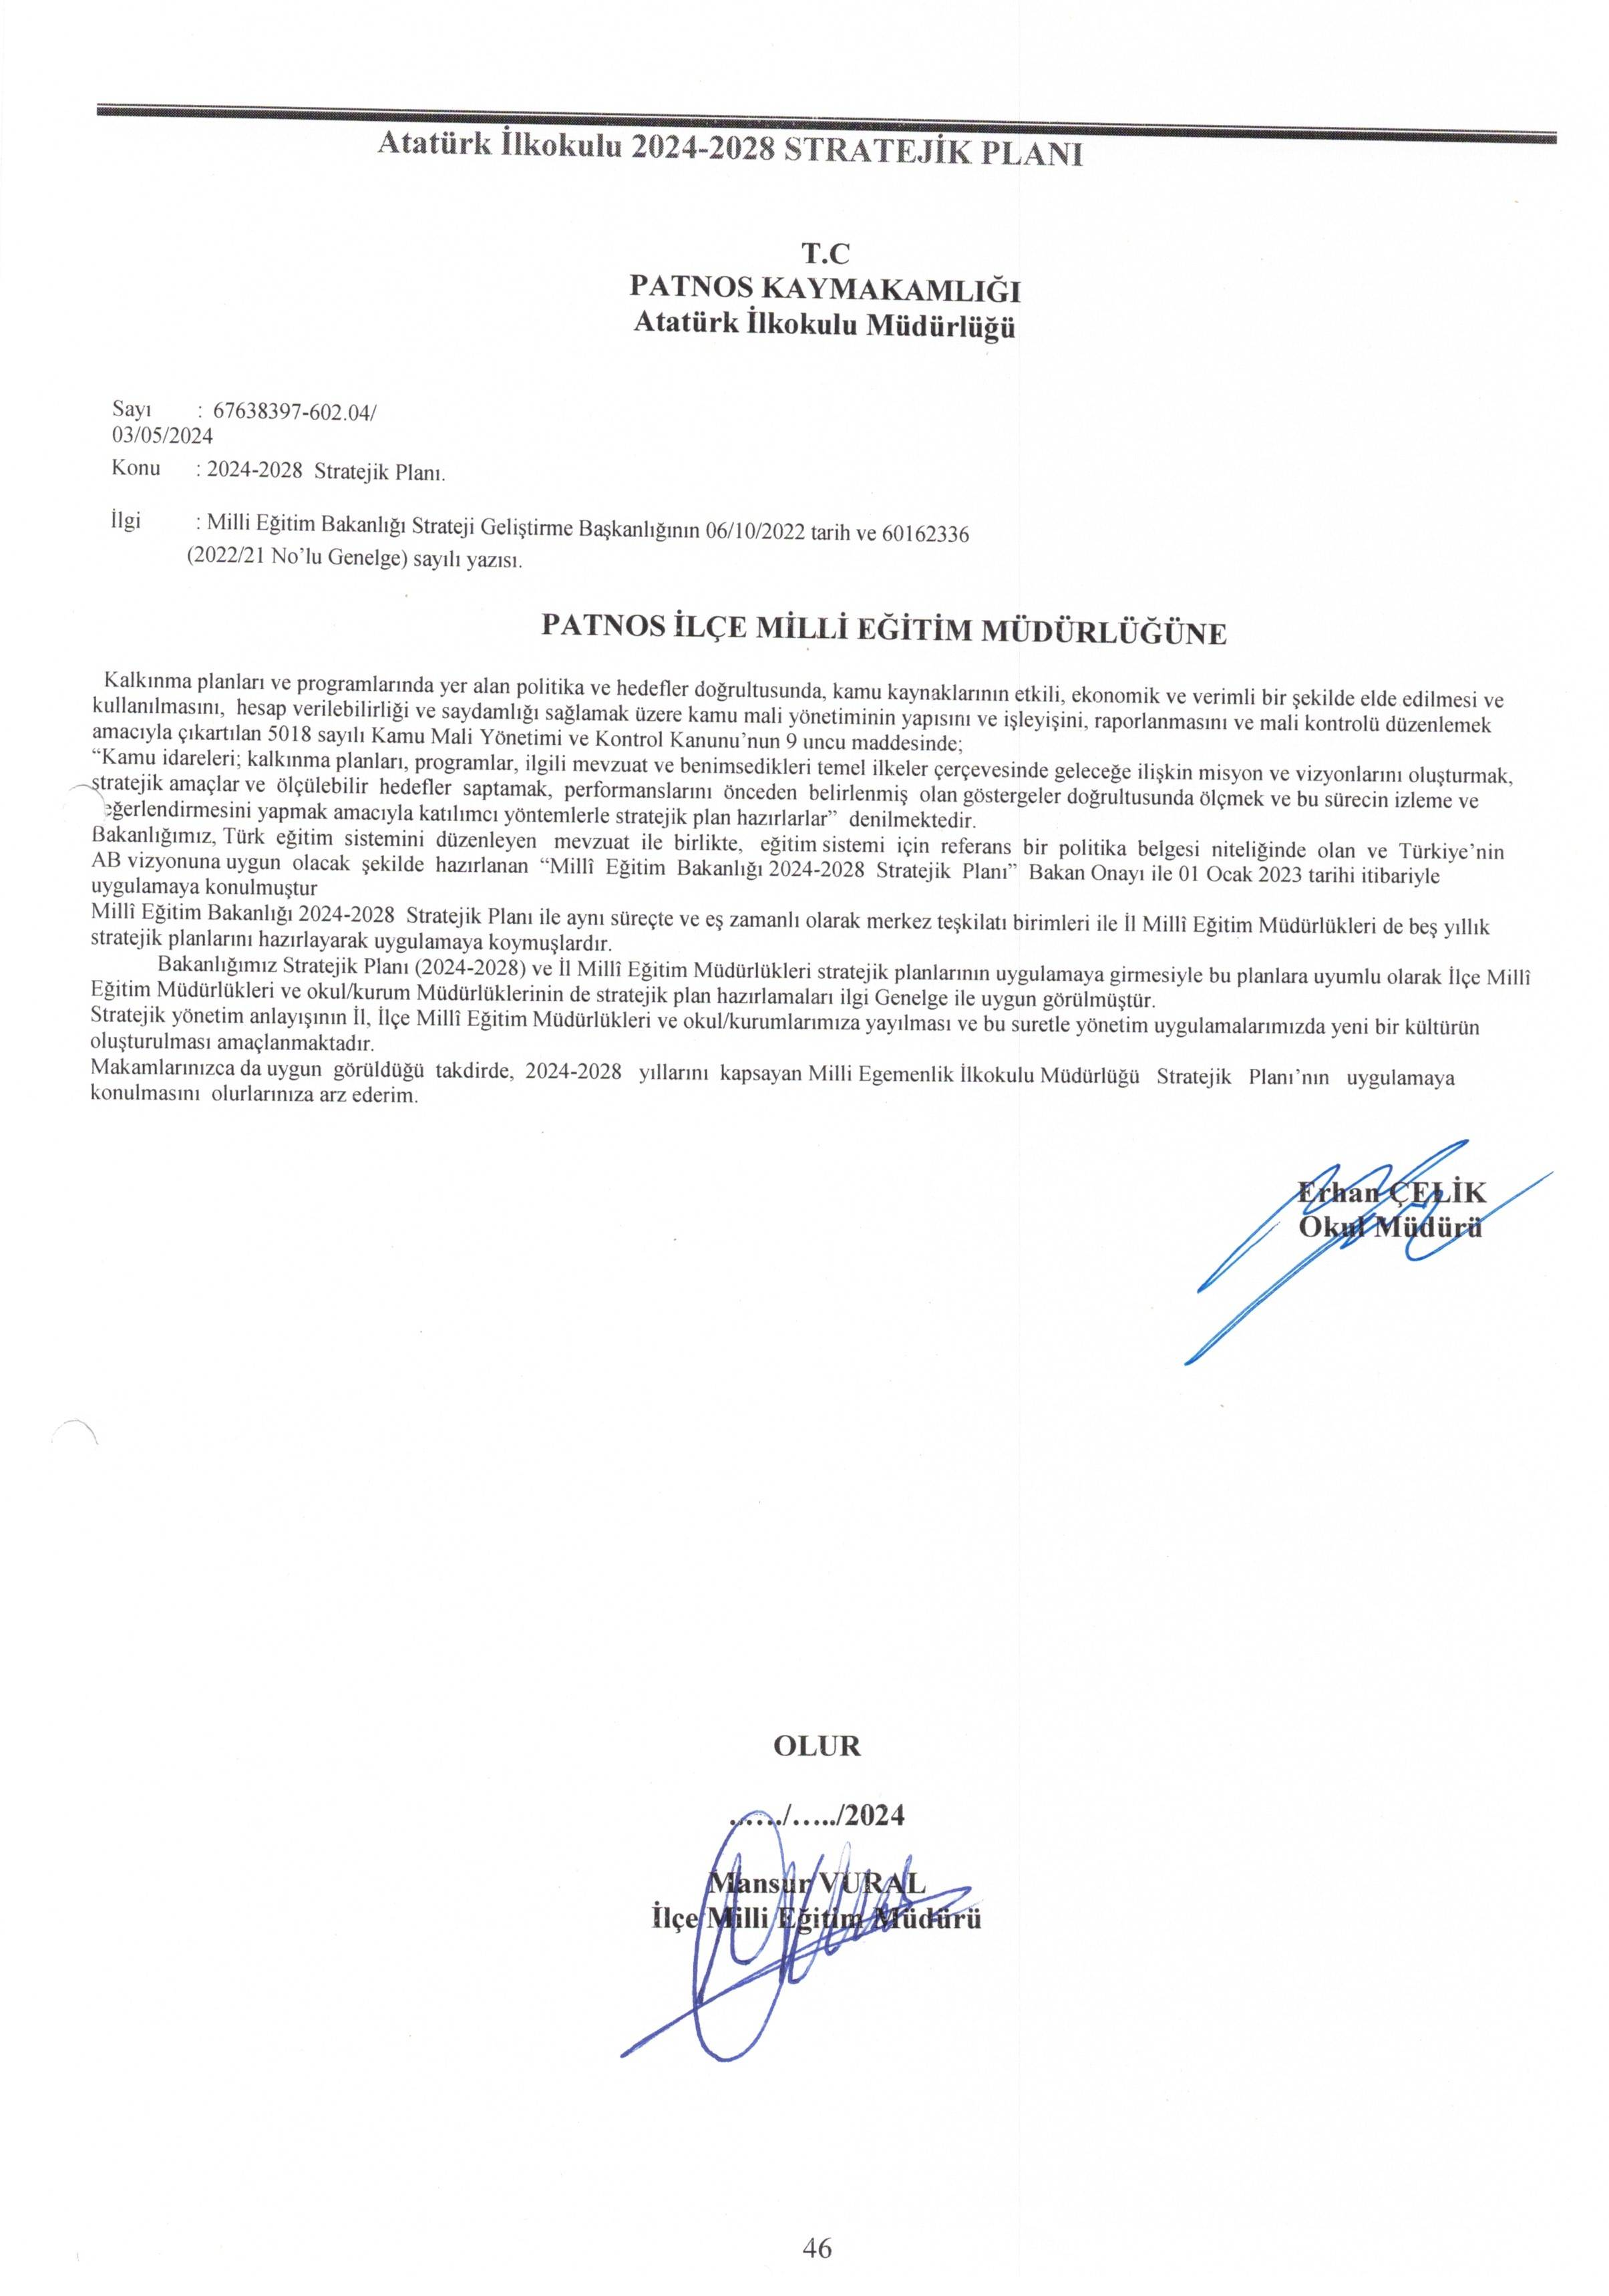 Atatürk İlkokulu 2024-2028 STRATEJİK PLANI
T.C
PATNOS KAYMAKAMLIĞI
Atatürk İlkokulu Müdürlüğü
Sayı : 67638397-602.04/
03/05/2024
Konu : 2024-2028 Stratejik Planı.
İlgi : Milli Eğitim Bakanlığı Strateji Geliştirme Başkanlığının 06/10/2022 tarih ve 60162336
(2022/21 No’lu Genelge) sayılı yazısı.
PATNOS İLÇE MİLLİ EĞİTİM MÜDÜRLÜĞÜNE
Kalkınma planları ve programlarında yer alan politika ve hedefler doğrultusunda, kamu kaynaklarının etkili, ekonomik ve verimli bir şekilde elde edilmesi ve
kullanılmasını, hesap verilebilirliği ve saydamlığı sağlamak üzere kamu mali yönetiminin yapısını ve işleyişini, raporlanmasını ve mali kontrolü düzenlemek
amacıyla çıkartılan 5018 sayılı Kamu Mali Yönetimi ve Kontrol Kanunu’nun 9 uncu maddesinde;
“Kamu idareleri; kalkınma planları, programlar, ilgili mevzuat ve benimsedikleri temel ilkeler çerçevesinde geleceğe ilişkin misyon ve vizyonlarını oluşturmak,
stratejik amaçlar ve ölçülebilir hedefler saptamak, performanslarını önceden belirlenmiş olan göstergeler doğrultusunda ölçmek ve bu sürecin izleme ve
eğerlendirmesini yapmak amacıyla katılımcı yöntemlerle stratejik plan hazırlarlar” denilmektedir.
Bakanlığımız, Türk eğitim sistemini düzenleyen mevzuat ile birlikte, eğitim sistemi için referans bir politika belgesi niteliğinde olan ve Türkiye’nin
AB vizyonuna uygun olacak şekilde hazırlanan “Millî Eğitim Bakanlığı 2024-2028 Stratejik Planı” Bakan Onayı ile 01 Ocak 2023 tarihi itibariyle
uygulamaya konulmuştur
Millî Eğitim Bakanlığı 2024-2028 Stratejik Planı ile aynı süreçte ve eş zamanlı olarak merkez teşkilatı birimleri ile İl Millî Eğitim Müdürlükleri de beş yıllık
stratejik planlarını hazırlayarak uygulamaya koymuşlardır.
Bakanlığımız Stratejik Planı (2024-2028) ve İl Millî Eğitim Müdürlükleri stratejik planlarının uygulamaya girmesiyle bu planlara uyumlu olarak İlçe Millî
Eğitim Müdürlükleri ve okul/kurum Müdürlüklerinin de stratejik plan hazırlamaları ilgi Genelge ile uygun görülmüştür.
Stratejik yönetim anlayışının İl, İlçe Millî Eğitim Müdürlükleri ve okul/kurumlarımıza yayılması ve bu suretle yönetim uygulamalarımızda yeni bir kültürün
oluşturulması amaçlanmaktadır.
Makamlarınızca da uygun görüldüğü takdirde, 2024-2028 yıllarını kapsayan Milli Egemenlik İlkokulu Müdürlüğü Stratejik Planı’nın uygulamaya
konulmasını olurlarınıza arz ederim.
Erhan ÇELİK
Okul Müdürü
OLUR
....../...../2024
Mansur VURAL
İlçe Milli Eğitim Müdürü
46